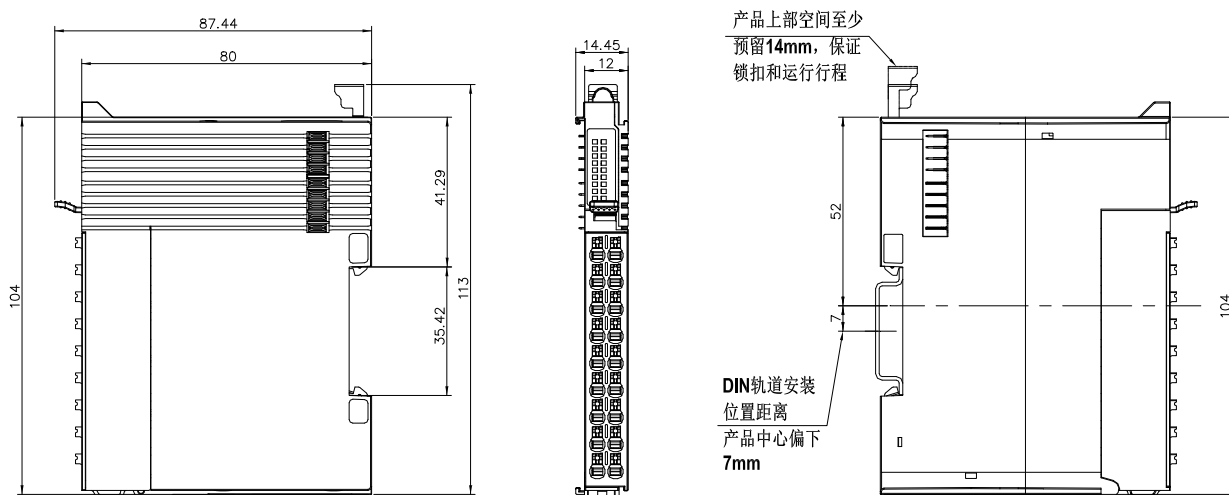 87.44
80
104
41.29
35.42
113
14.45
12
产品上部空间至少
预留14mm，保证
锁扣和运行行程
52
7
104
DIN轨道安装
位置距离
产品中心偏下
7mm